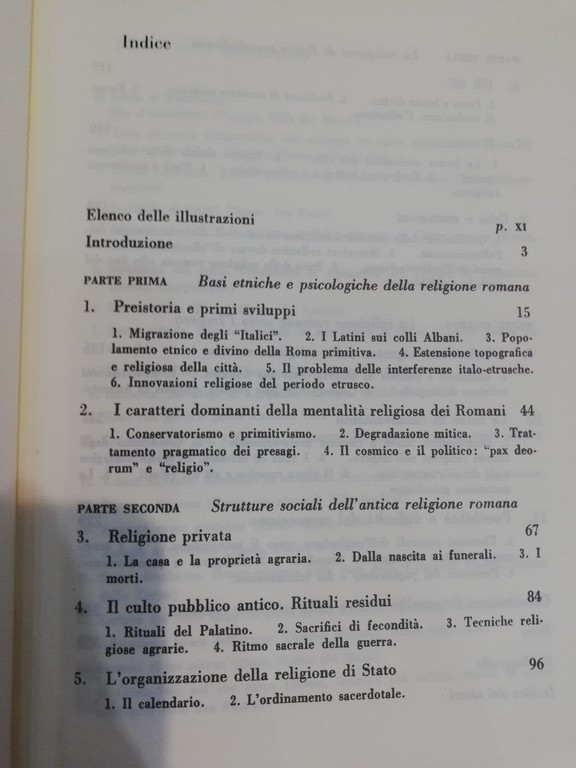 Indice
Elenco delle illustrazioni p. XI
Introduzione 3
PARTE PRIMA Basi etniche e psicologiche della religione romana
1. Preistoria e primi sviluppi 15
1. Migrazione degli "Italici". 2. I Latini sui colli Albani. 3. Popo-
lamento etnico e divino della Roma primitiva. 4. Estensione topografica
e religiosa della città. 5. Il problema delle interferenze italo-etrusche.
6. Innovazioni religiose del periodo etrusco.
2. I caratteri dominanti della mentalità religiosa dei Romani 44
1. Conservatorismo e primitivismo. 2. Degradazione mitica. 3. Trat-
tamento pragmatico dei presagi. 4. Il cosmico e il politico: "pax deo-
rum" e "religio".
PARTE SECONDA Strutture sociali dell'antica religione romana
3. Religione privata 67
1. La casa e la proprietà agraria. 2. Dalla nascita ai funerali. 3. I
morti.
4. Il culto pubblico antico. Rituali residui 84
1. Rituali del Palatino. 2. Sacrifici di fecondità. 3. Tecniche reli-
giose agrarie. 4. Ritmo sacrale della guerra.
5. L'organizzazione della religione di Stato 96
1. Il calendario. 2. L'ordinamento sacerdotale.